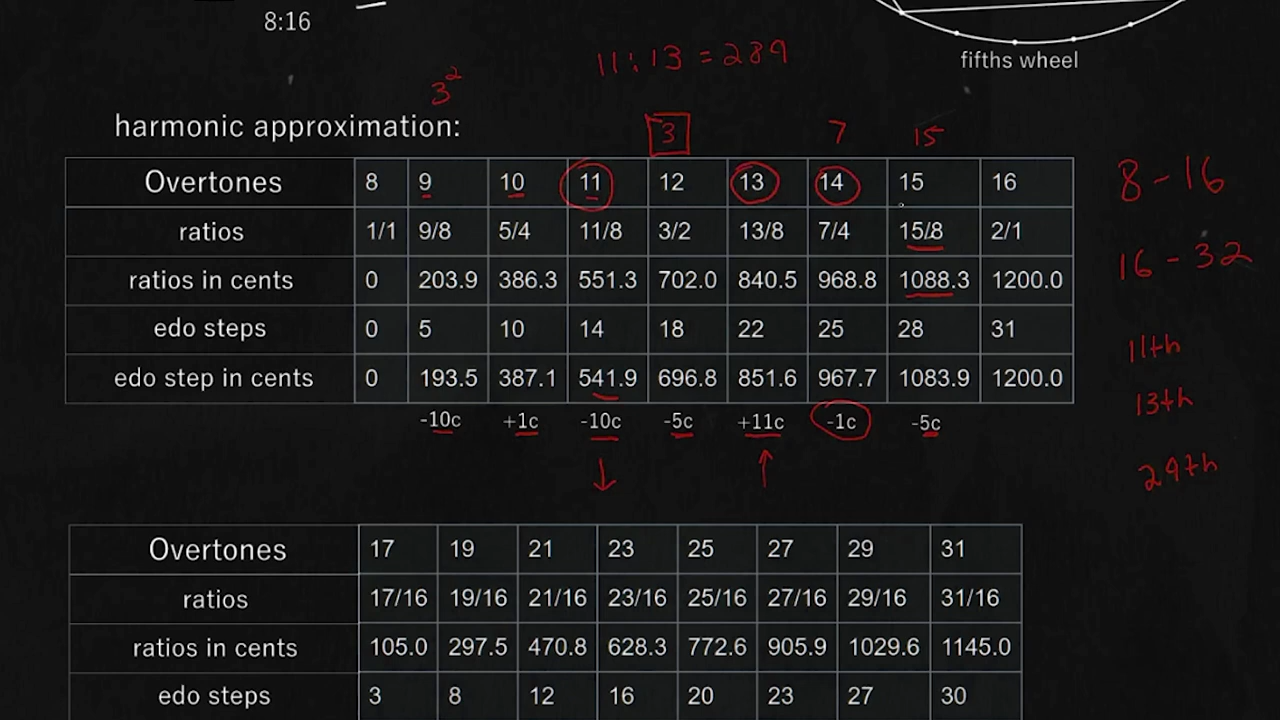 8:16
11:13 = 289
fifths wheel
3²
harmonic approximation:
3 7 15
Overtones 8 9 10 11 12 13 14 15 16
8-16
ratios 1/1 9/8 5/4 11/8 3/2 13/8 7/4 15/8 2/1
16-32
ratios in cents 0 203.9 386.3 551.3 702.0 840.5 968.8 1088.3 1200.0
edo steps 0 5 10 14 18 22 25 28 31
11th
edo step in cents 0 193.5 387.1 541.9 696.8 851.6 967.7 1083.9 1200.0
13th
-10c +1c -10c -5c +11c -1c -5c
29th
Overtones 17 19 21 23 25 27 29 31
ratios 17/16 19/16 21/16 23/16 25/16 27/16 29/16 31/16
ratios in cents 105.0 297.5 470.8 628.3 772.6 905.9 1029.6 1145.0
edo steps 3 8 12 16 20 23 27 30